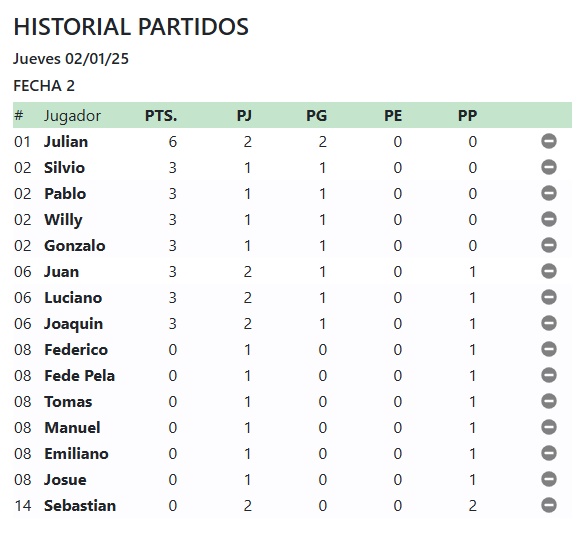 HISTORIAL PARTIDOS
Jueves 02/01/25
FECHA 2
# Jugador PTS. PJ PG PE PP
01 Julian 6 2 2 0 0
02 Silvio 3 1 1 0 0
02 Pablo 3 1 1 0 0
02 Willy 3 1 1 0 0
02 Gonzalo 3 1 1 0 0
06 Juan 3 2 1 0 1
06 Luciano 3 2 1 0 1
06 Joaquin 3 2 1 0 1
08 Federico 0 1 0 0 1
08 Fede Pela 0 1 0 0 1
08 Tomas 0 1 0 0 1
08 Manuel 0 1 0 0 1
08 Emiliano 0 1 0 0 1
08 Josue 0 1 0 0 1
14 Sebastian 0 2 0 0 2